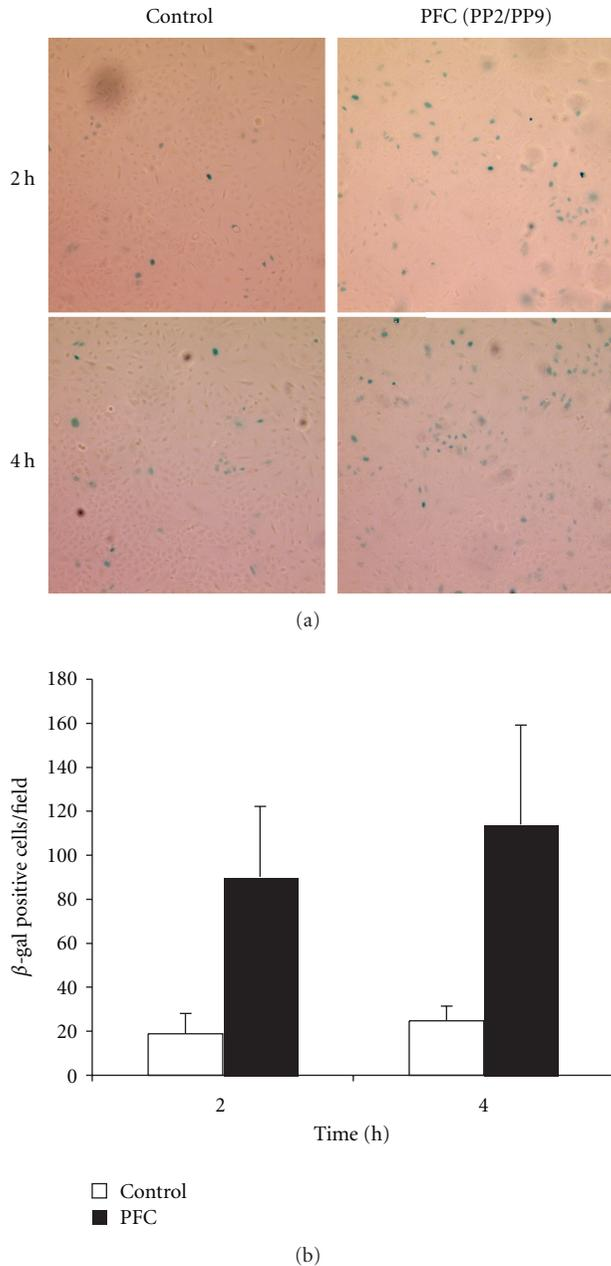 Control PFC (PP2/PP9)
2 h
4 h
(a)
180
160
140
120
100
80
60
40
20
0
β-gal positive cells/field
2 4
Time (h)
Control
PFC
(b)